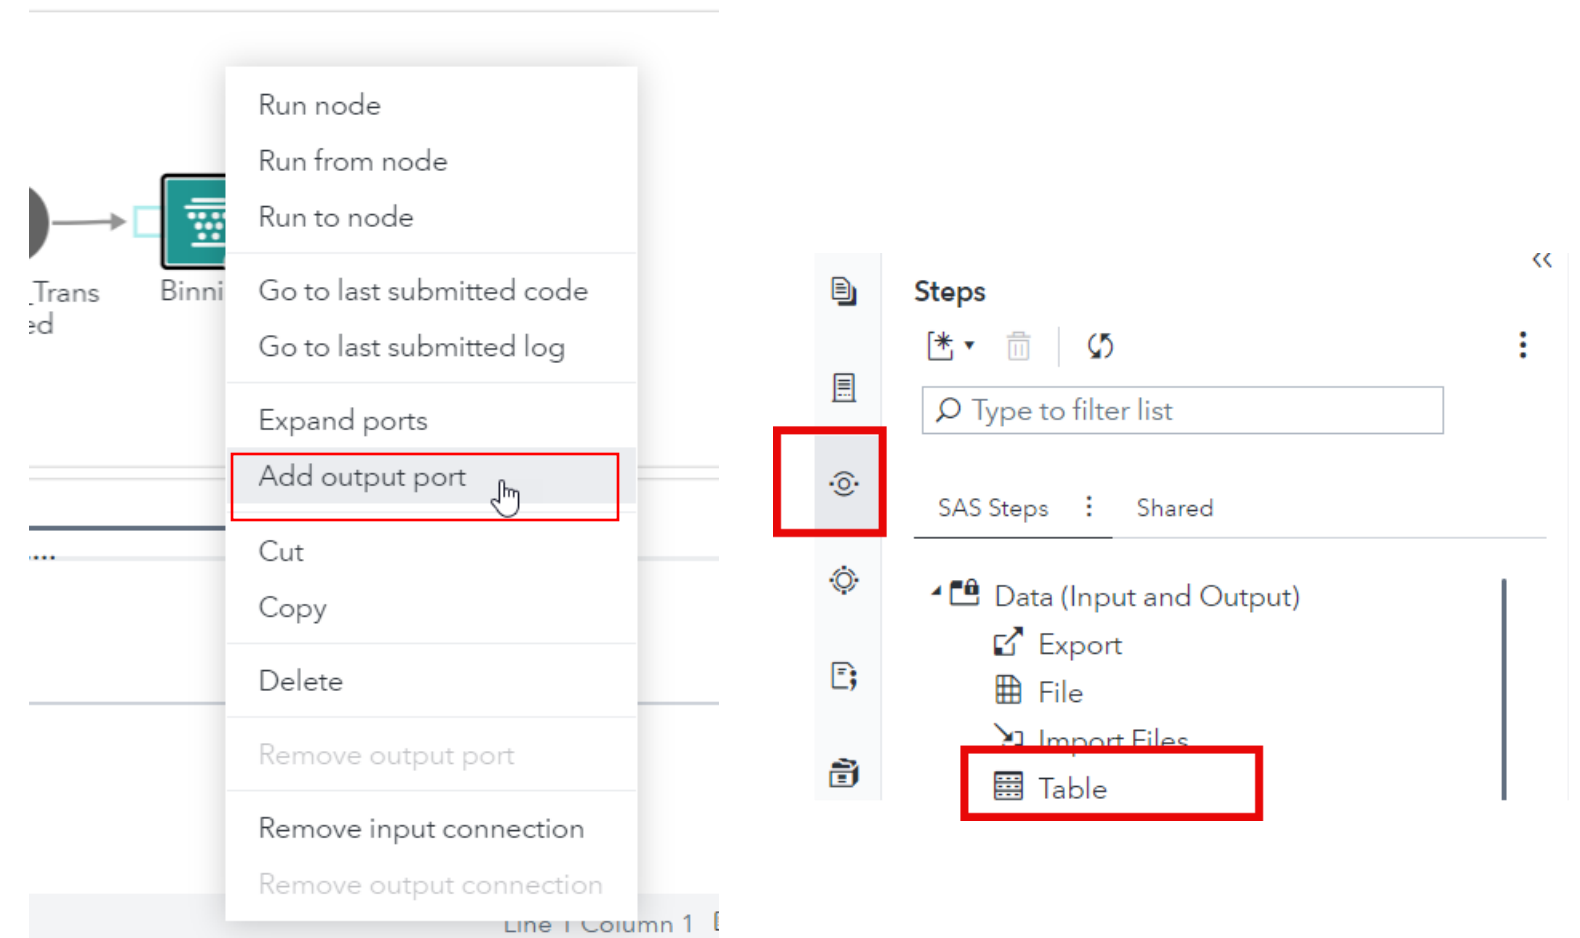 Run node
Run from node
Run to node
_Trans
ed
Binni
Go to last submitted code
Go to last submitted log
Expand ports
Add output port
Cut
Copy
Delete
Remove output port
Remove input connection
Remove output connection
Line 1 Column 1
Steps
Type to filter list
SAS Steps
Shared
Data (Input and Output)
Export
File
Import Files
Table